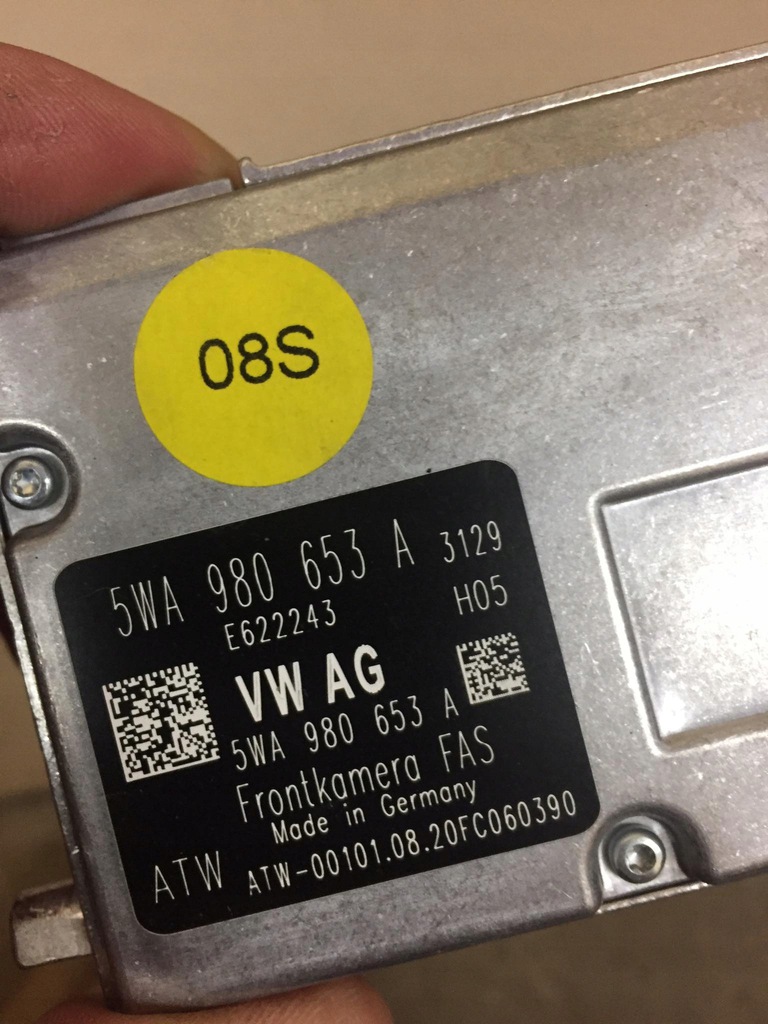 08S
5WA 980 653 A 3129
E622243 H05
VW AG
5WA 980 653 A
Frontkamera FAS
Made in Germany
ATW ATW-00101.08.20FC060390